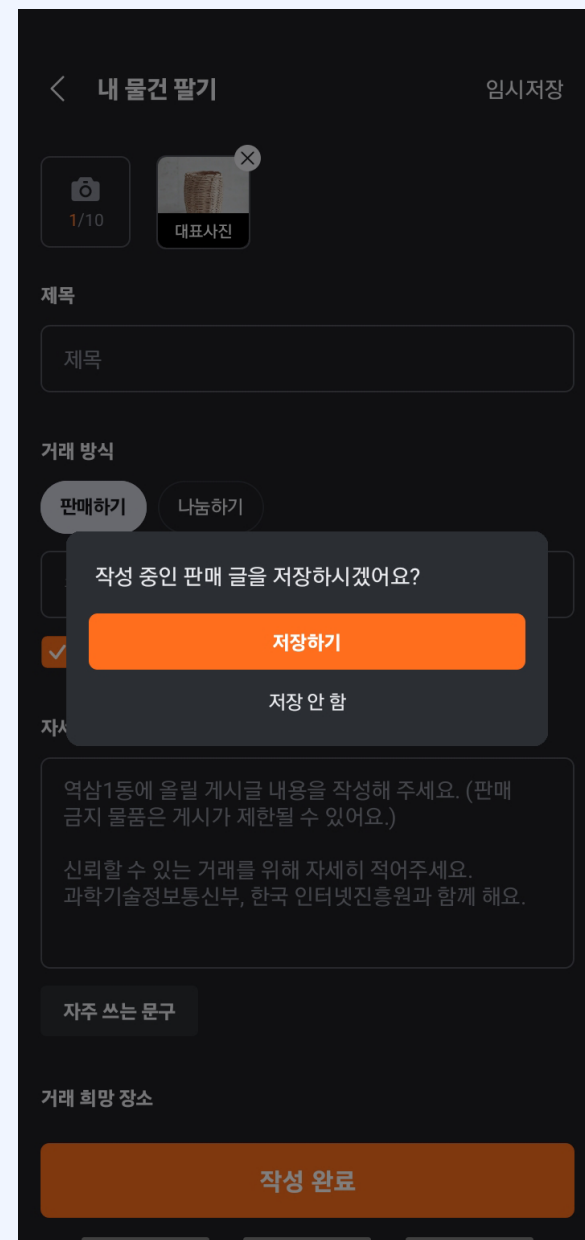 내 물건 팔기
임시저장
1/10
대표사진
제목
제목
거래 방식
판매하기
나눔하기
작성 중인 판매 글을 저장하시겠어요?
저장하기
저장 안 함
자세
역삼1동에 올릴 게시글 내용을 작성해 주세요. (판매
금지 물품은 게시가 제한될 수 있어요.)
신뢰할 수 있는 거래를 위해 자세히 적어주세요.
과학기술정보통신부, 한국 인터넷진흥원과 함께 해요.
자주 쓰는 문구
거래 희망 장소
작성 완료